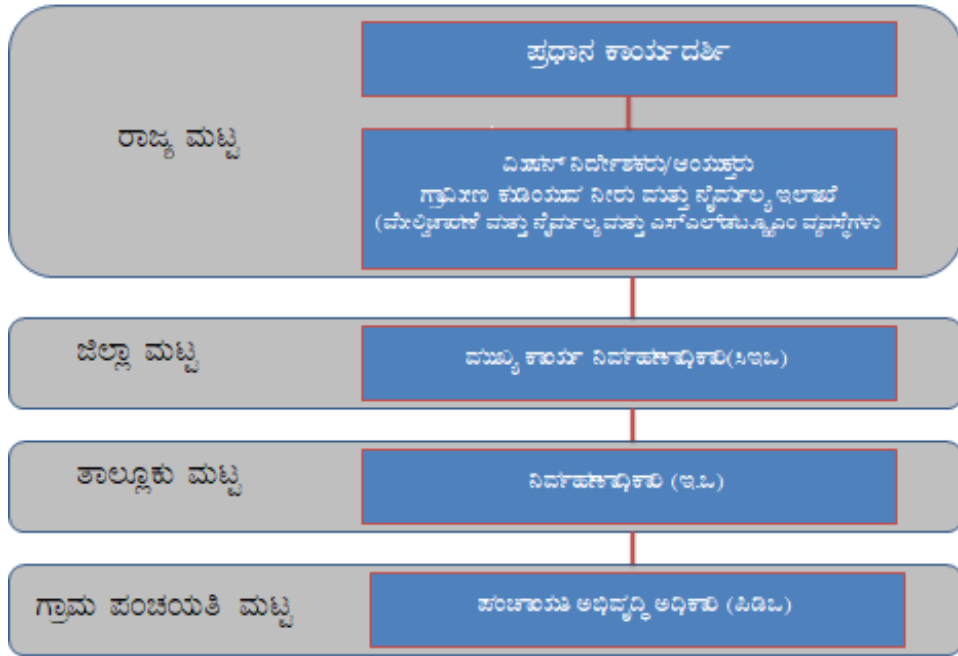 ಪ್ರಧಾನ ಕಾರ್ಯದರ್ಶಿ
ರಾಜ್ಯ ಮಟ್ಟ
ಮಿಷನ್ ನಿರ್ದೇಶಕರು/ಆಯುಕ್ತರು
ಗ್ರಾಮೀಣ ಕುಡಿಯುವ ನೀರು ಮತ್ತು ನೈರ್ಮಲ್ಯ ಇಲಾಖೆ
(ಮೇಲ್ವಿಚಾರಣೆ ಮತ್ತು ನೈರ್ಮಲ್ಯ ಮತ್ತು ಎಸ್ಎಲ್ಡಬ್ಲ್ಯೂಎಂ ವ್ಯವಸ್ಥೆಗಳು
ಜಿಲ್ಲಾ ಮಟ್ಟ
ಮುಖ್ಯ ಕಾರ್ಯ ನಿರ್ವಹಣಾಧಿಕಾರಿ(ಸಿಇಒ)
ತಾಲ್ಲೂಕು ಮಟ್ಟ
ನಿರ್ವಹಣಾಧಿಕಾರಿ (ಇ.ಒ)
ಗ್ರಾಮ ಪಂಚಯತಿ ಮಟ್ಟ
ಪಂಚಾಯತಿ ಅಭಿವೃದ್ಧಿ ಅಧಿಕಾರಿ (ಪಿಡಿಒ)